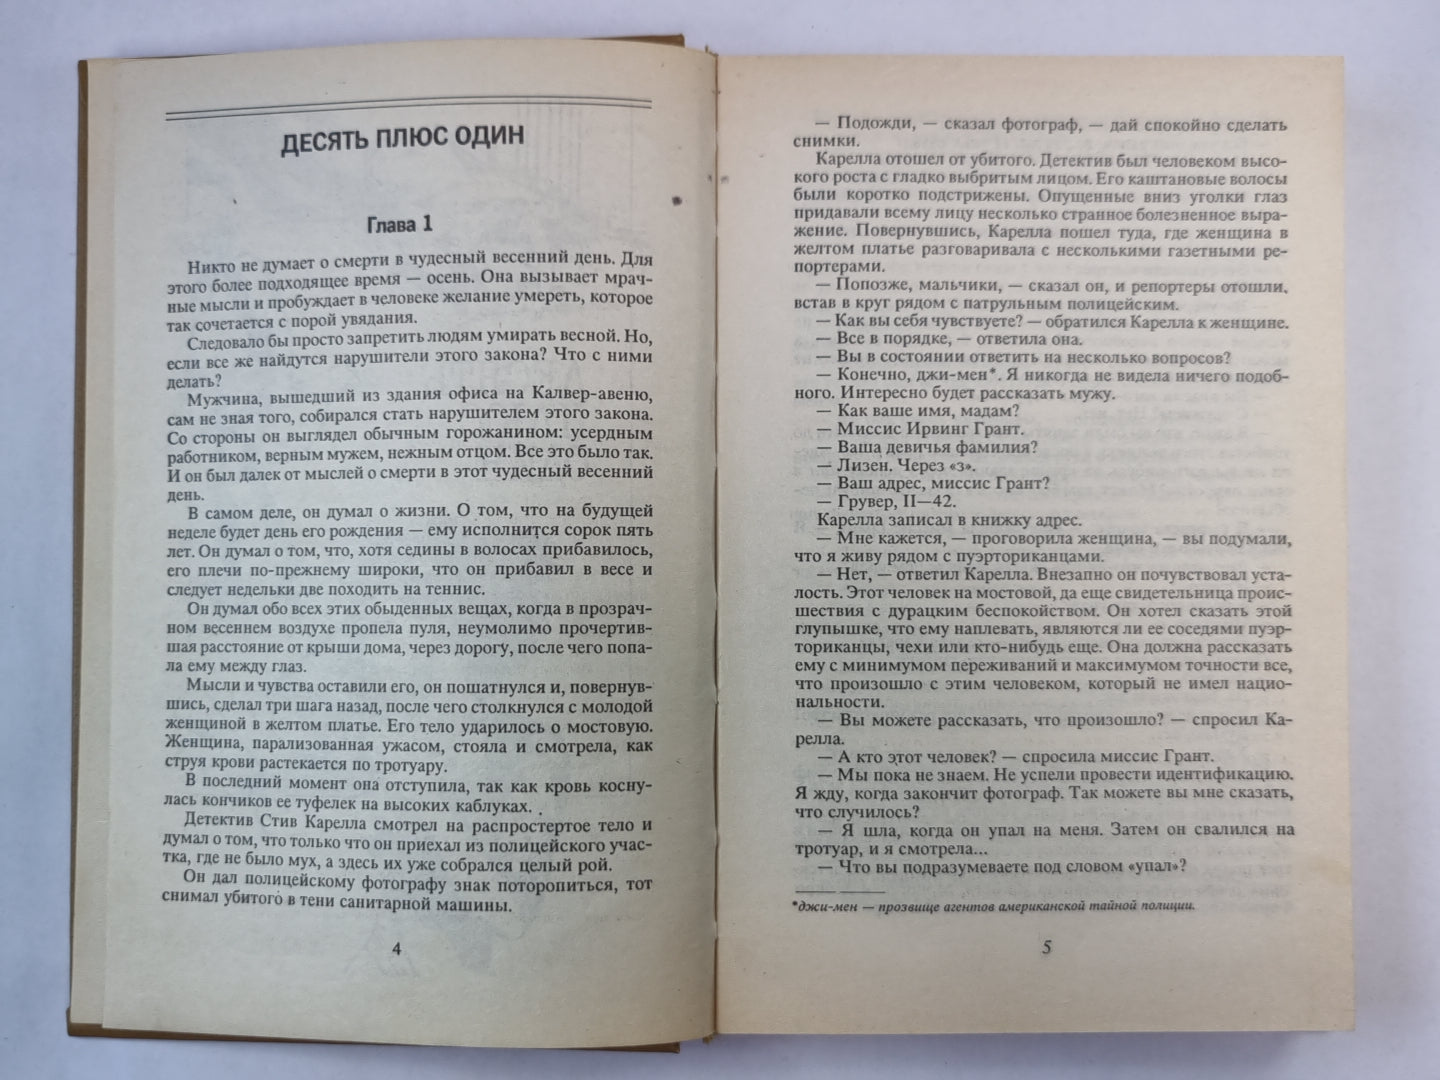 ДЕСЯТЬ ПЛЮС ОДИН
Глава 1
Никто не думает о смерти в чудесный весенний день. Для
этого более подходящее время — осень. Она вызывает мрач-
ные мысли и пробуждает в человеке желание умереть, которое
так сочетается с порой увядания.
Следовало бы просто запретить людям умирать весной. Но,
если все же найдутся нарушители этого закона? Что с ними
делать?
Мужчина, вышедший из здания офиса на Калвер-авеню,
сам не зная того, собирался стать нарушителем этого закона.
Со стороны он выглядел обычным горожанином: усердным
работником, верным мужем, нежным отцом. Все это было так.
И он был далек от мыслей о смерти в этот чудесный весенний
день.
В самом деле, он думал о жизни. О том, что на будущей
неделе будет день его рождения — ему исполнится сорок пять
лет. Он думал о том, что, хотя седины в волосах прибавилось,
его плечи по-прежнему широки, что он прибавил в весе и
следует недельки две походить на теннис.
Он думал обо всех этих обыденных вещах, когда в прозрач-
ном весеннем воздухе пропела пуля, неумолимо прочертив-
шая расстояние от крыши дома, через дорогу, после чего попа-
ла ему между глаз.
Мысли и чувства оставили его, он пошатнулся и, повернув-
шись, сделал три шага назад, после чего столкнулся с молодой
женщиной в желтом платье. Его тело ударилось о мостовую.
Женщина, парализованная ужасом, стояла и смотрела, как
струя крови растекается по тротуару.
В последний момент она отступила, так как кровь косну-
лась кончиков ее туфелек на высоких каблуках.
Детектив Стив Карелла смотрел на распростертое тело и
думал о том, что только что он приехал из полицейского учас-
тка, где не было мух, а здесь их уже собрался целый рой.
Он дал полицейскому фотографу знак поторопиться, тот
снимал убитого в тени санитарной машины.
4
— Подожди, — сказал фотограф, — дай спокойно сделать
снимки.
Карелла отошел от убитого. Детектив был человеком высо-
кого роста с гладко выбритым лицом. Его каштановые волосы
были коротко подстрижены. Опущенные вниз уголки глаз
придавали всему лицу несколько странное болезненное выра-
жение. Повернувшись, Карелла пошел туда, где женщина в
желтом платье разговаривала с несколькими газетными ре-
портерами.
— Попозже, мальчики, — сказал он, и репортеры отошли,
встав в круг рядом с патрульным полицейским.
— Как вы себя чувствуете? — обратился Карелла к женщине.
— Все в порядке, — ответила она.
— Вы в состоянии ответить на несколько вопросов?
— Конечно, джи-мен*. Я никогда не видела ничего подоб-
ного. Интересно будет рассказать мужу.
— Как ваше имя, мадам?
— Миссис Ирвинг Грант.
— Ваша девичья фамилия?
— Лизен. Через «з».
— Ваш адрес, миссис Грант?
— Грувер, II—42.
Карелла записал в книжку адрес.
— Мне кажется, — проговорила женщина, — вы подумали,
что я живу рядом с пуэрториканцами.
— Нет, — ответил Карелла. Внезапно он почувствовал уста-
лость. Этот человек на мостовой, да еще свидетельница проис-
шествия с дурацким беспокойством. Он хотел сказать этой
глупышке, что ему наплевать, являются ли ее соседями пуэр-
ториканцы, чехи или кто-нибудь еще. Она должна рассказать
ему с минимумом переживаний и максимумом точности все,
что произошло с этим человеком, который не имел нацио-
нальности.
— Вы можете рассказать, что произошло? — спросил Ка-
релла.
— А кто этот человек? — спросила миссис Грант.
— Мы пока не знаем. Не успели провести идентификацию.
Я жду, когда закончит фотограф. Так можете вы мне сказать,
что случилось?
— Я шла, когда он упал на меня. Затем он свалился на
тротуар, и я смотрела...
— Что вы подразумеваете под словом «упал»?
*джи-мен — прозвище агентов американской тайной полиции.
5